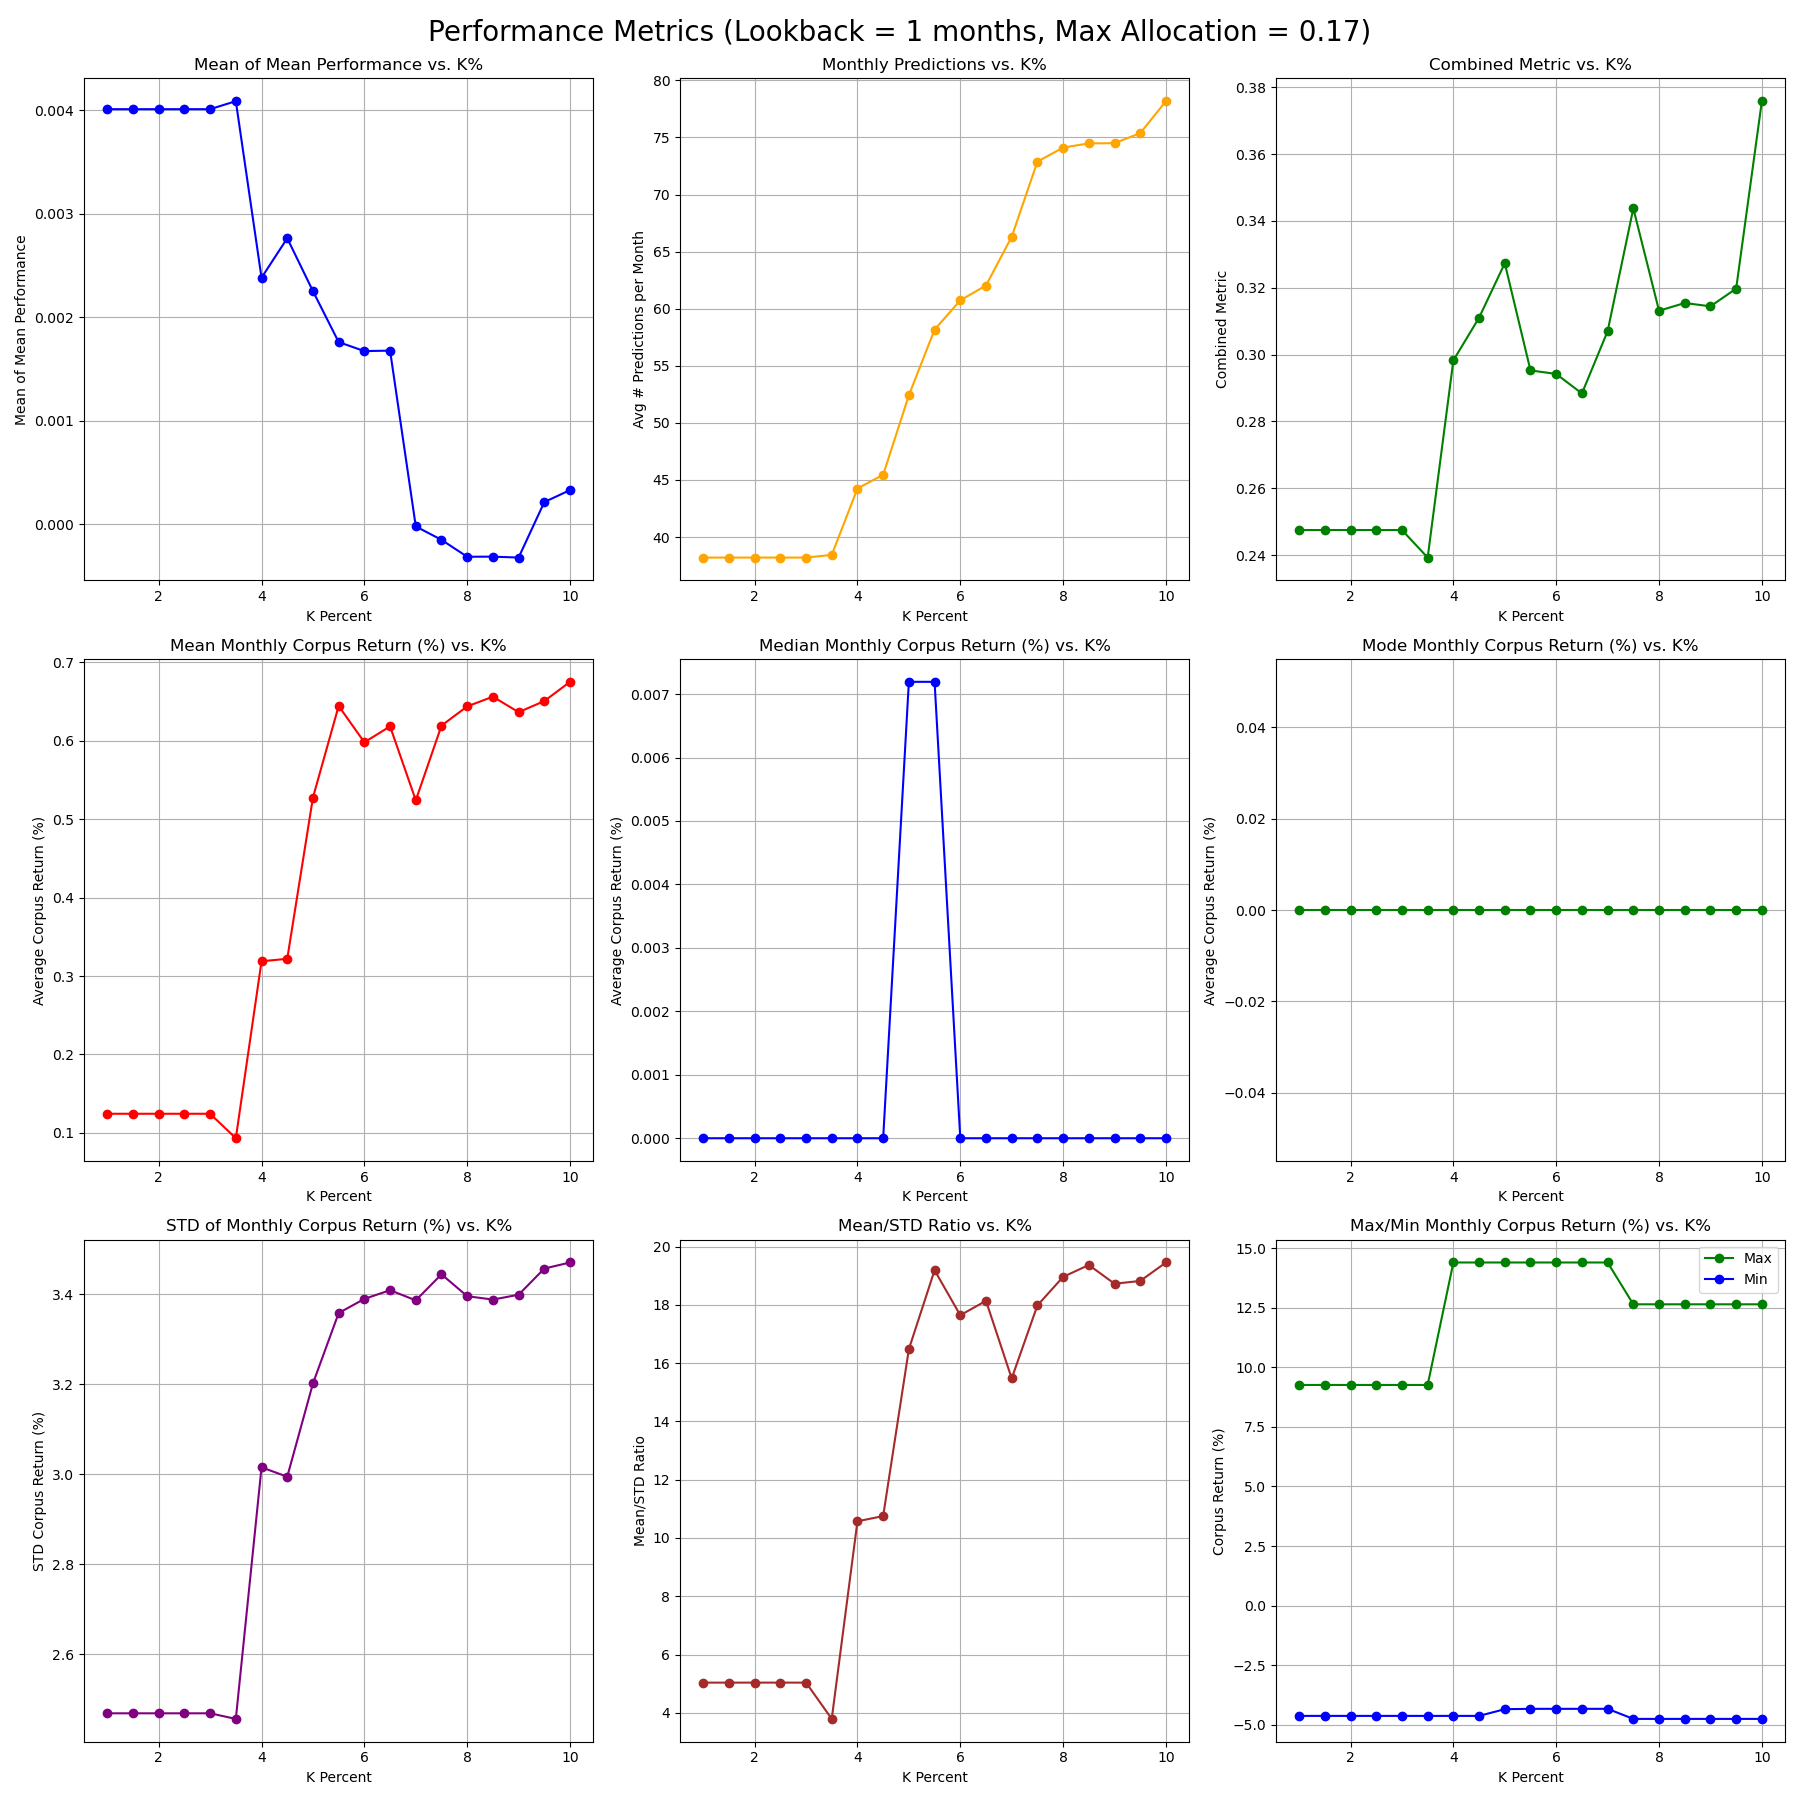 Performance Metrics (Lookback = 1 months, Max Allocation = 0.17)
Mean of Mean Performance vs. K%
Mean of Mean Performance
0.004
0.003
0.002
0.001
0.000
2 4 6 8 10
K Percent
Monthly Predictions vs. K%
Avg # Predictions per Month
80
75
70
65
60
55
50
45
40
2 4 6 8 10
K Percent
Combined Metric vs. K%
Combined Metric
0.38
0.36
0.34
0.32
0.30
0.28
0.26
0.24
2 4 6 8 10
K Percent
Mean Monthly Corpus Return (%) vs. K%
Average Corpus Return (%)
0.7
0.6
0.5
0.4
0.3
0.2
0.1
2 4 6 8 10
K Percent
Median Monthly Corpus Return (%) vs. K%
Average Corpus Return (%)
0.007
0.006
0.005
0.004
0.003
0.002
0.001
0.000
2 4 6 8 10
K Percent
Mode Monthly Corpus Return (%) vs. K%
Average Corpus Return (%)
0.04
0.02
0.00
−0.02
−0.04
2 4 6 8 10
K Percent
STD of Monthly Corpus Return (%) vs. K%
STD Corpus Return (%)
3.4
3.2
3.0
2.8
2.6
2 4 6 8 10
K Percent
Mean/STD Ratio vs. K%
Mean/STD Ratio
20
18
16
14
12
10
8
6
4
2 4 6 8 10
K Percent
Max/Min Monthly Corpus Return (%) vs. K%
Corpus Return (%)
15.0
12.5
10.0
7.5
5.0
2.5
0.0
−2.5
−5.0
Max
Min
2 4 6 8 10
K Percent